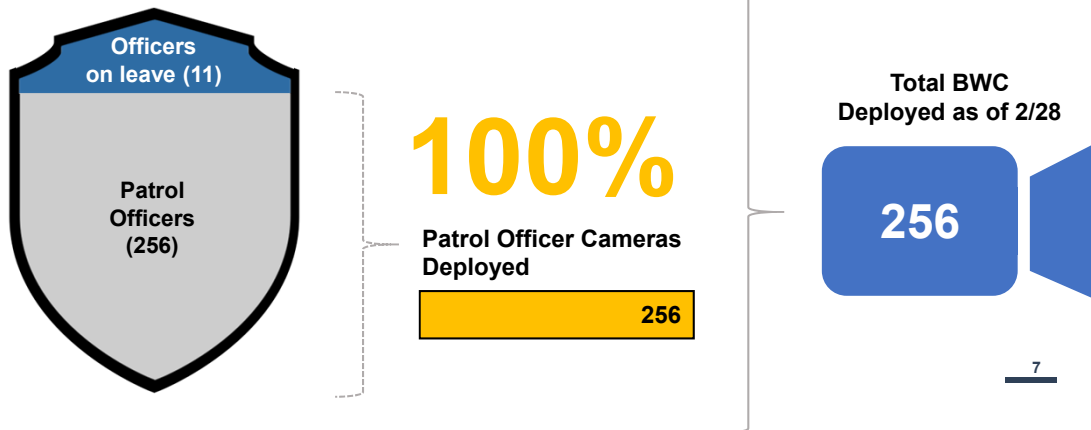 Officers
on leave (11)
Patrol
Officers
(256)
100%
Patrol Officer Cameras
Deployed
256
Total BWC
Deployed as of 2/28
256
7